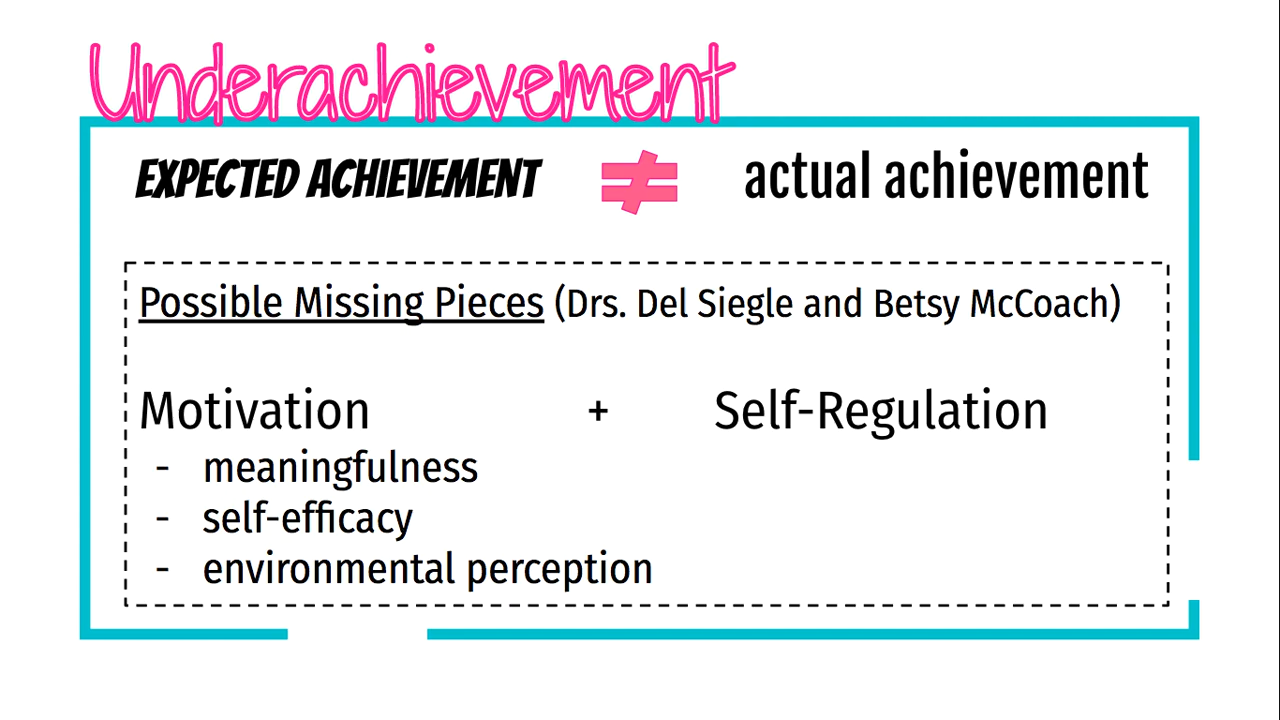 Underachievement
EXPECTED ACHIEVEMENT ≠ actual achievement
Possible Missing Pieces (Drs. Del Siegle and Betsy McCoach)
Motivation + Self-Regulation
- meaningfulness
- self-efficacy
- environmental perception